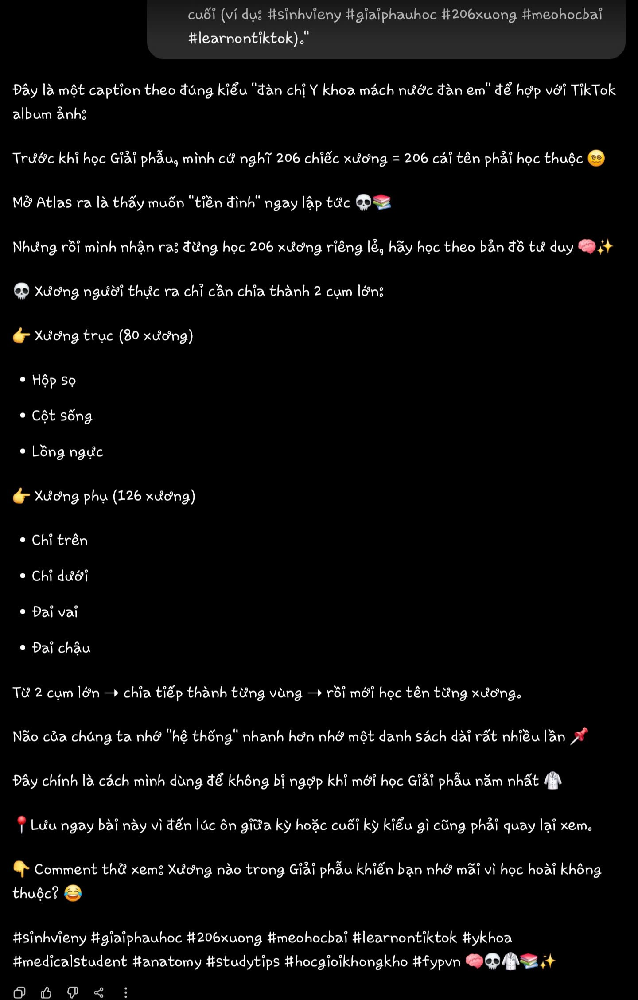 cuối (ví dụ: #sinhvieny #giaiphauhoc #206xuong #meohocbai
#learnontiktok)."
Đây là một caption theo đúng kiểu "đàn chị Y khoa mách nước đàn em" để hợp với TikTok
album ảnh:
Trước khi học Giải phẫu, mình cứ nghĩ 206 chiếc xương = 206 cái tên phải học thuộc 😵‍💫
Mở Atlas ra là thấy muốn "tiền đình" ngay lập tức 💀📚
Nhưng rồi mình nhận ra: đừng học 206 xương riêng lẻ, hãy học theo bản đồ tư duy 🧠✨
💀 Xương người thực ra chỉ cần chia thành 2 cụm lớn:
👉 Xương trục (80 xương)
• Hộp sọ
• Cột sống
• Lồng ngực
👉 Xương phụ (126 xương)
• Chi trên
• Chi dưới
• Đai vai
• Đai chậu
Từ 2 cụm lớn → chia tiếp thành từng vùng → rồi mới học tên từng xương.
Não của chúng ta nhớ "hệ thống" nhanh hơn nhớ một danh sách dài rất nhiều lần 📌
Đây chính là cách mình dùng để không bị ngợp khi mới học Giải phẫu năm nhất 🥼
📍Lưu ngay bài này vì đến lúc ôn giữa kỳ hoặc cuối kỳ kiểu gì cũng phải quay lại xem.
👇 Comment thử xem: Xương nào trong Giải phẫu khiến bạn nhớ mãi vì học hoài không
thuộc? 😂
#sinhvieny #giaiphauhoc #206xuong #meohocbai #learnontiktok #ykhoa
#medicalstudent #anatomy #studytips #hocgioikhongkho #fypvn 🧠💀🥼📚✨